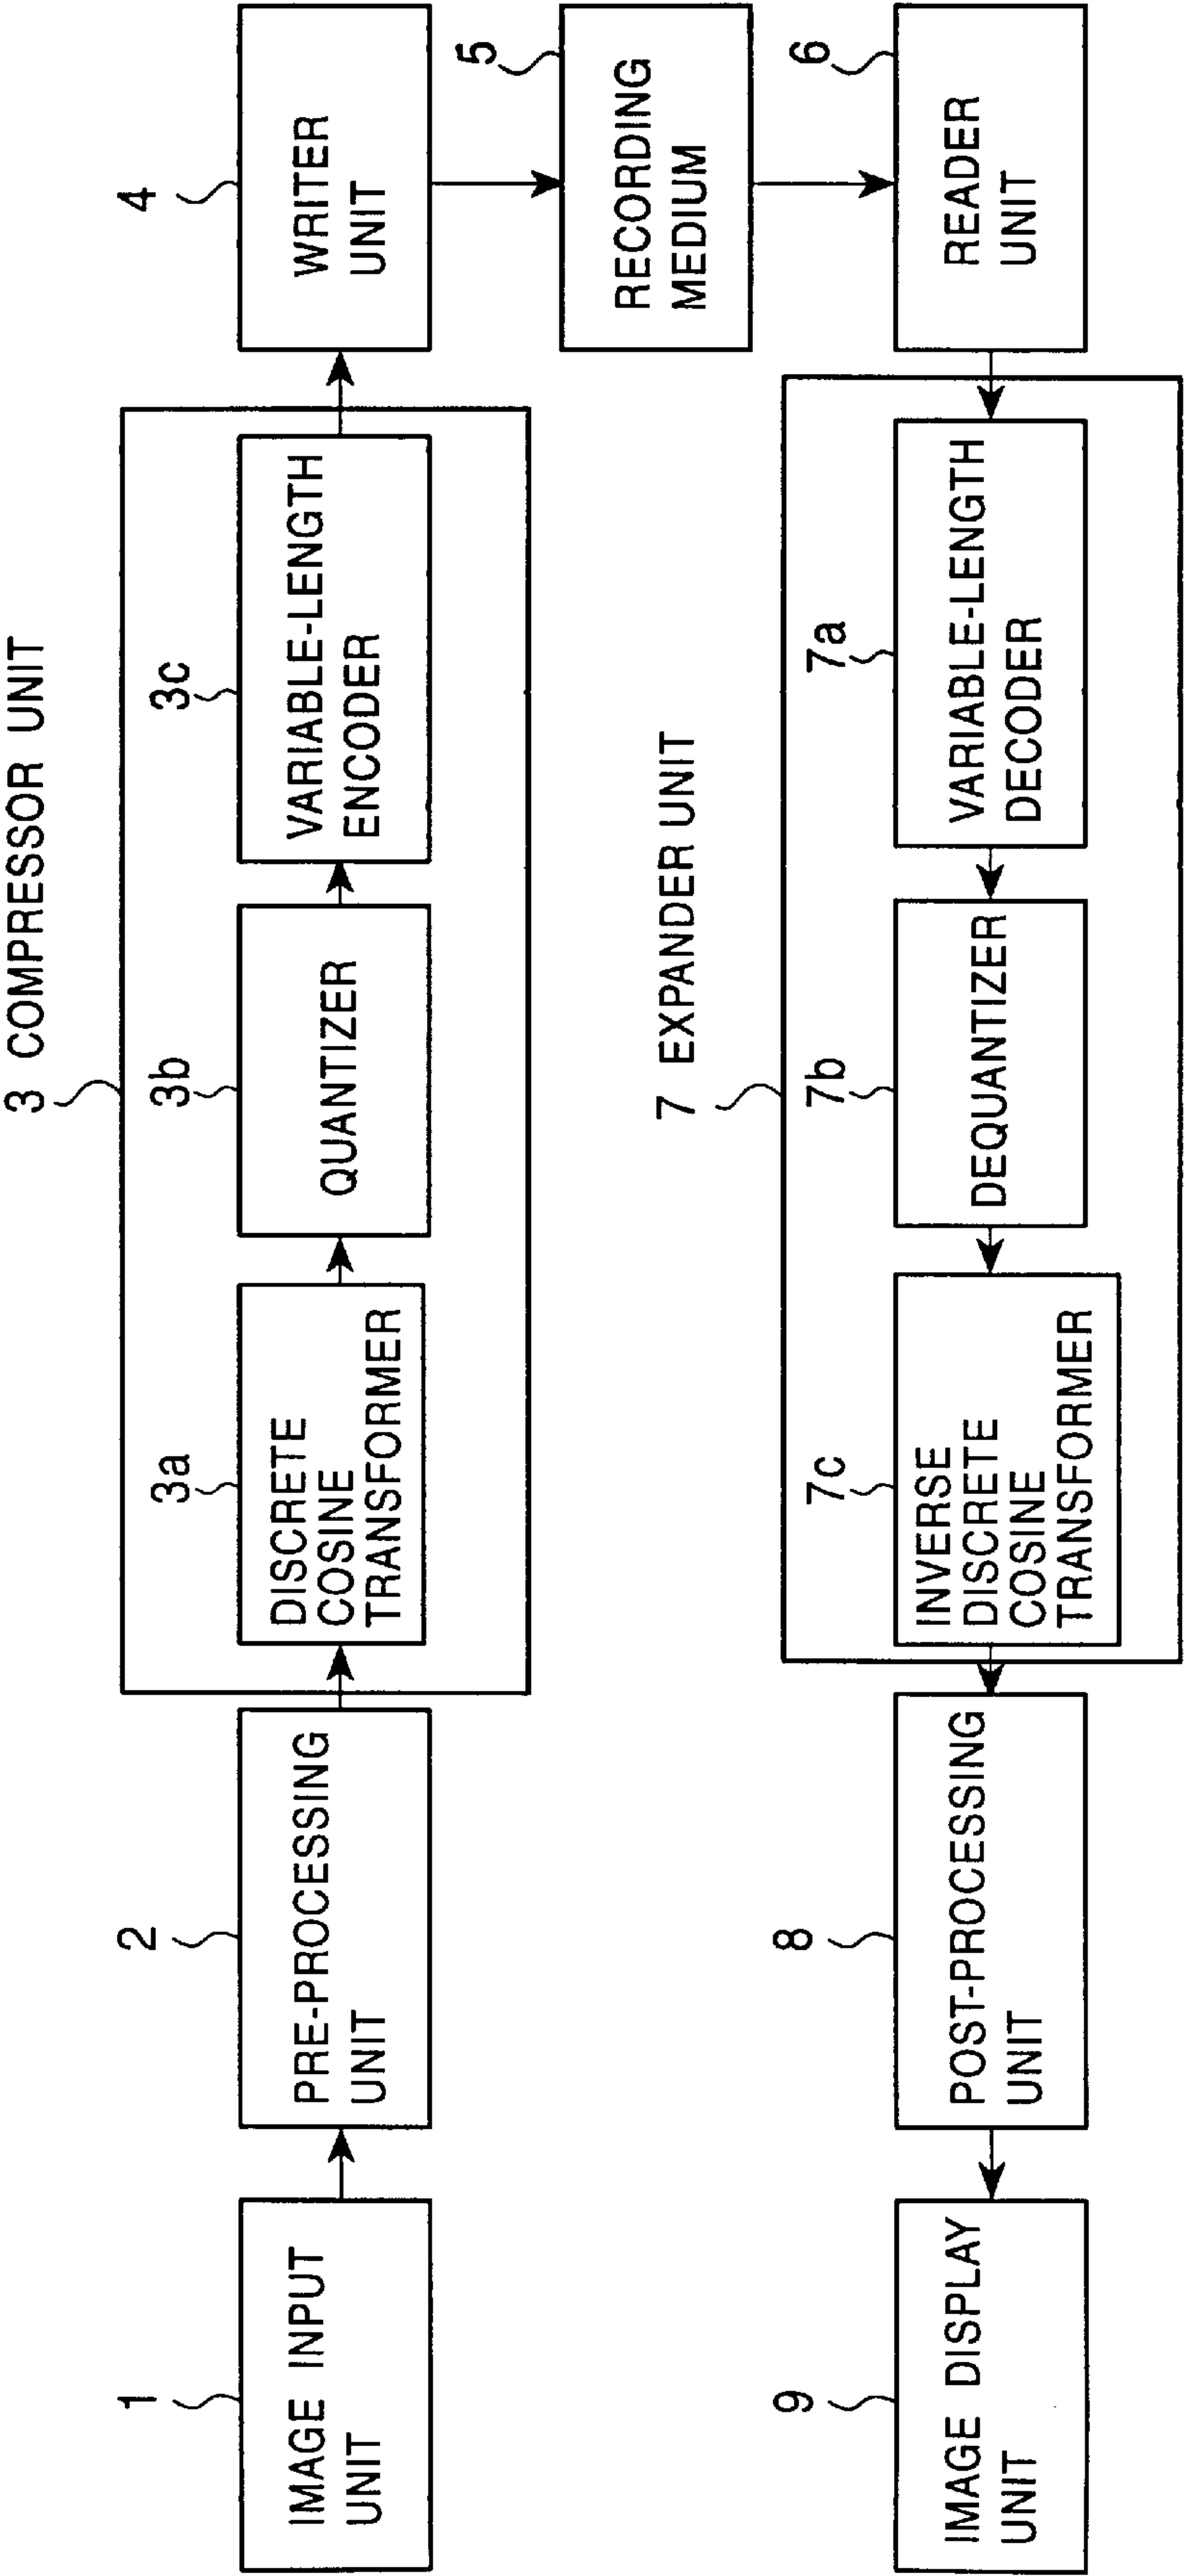 3 COMPRESSOR UNIT
1
IMAGE INPUT
UNIT
2
PRE-PROCESSING
UNIT
3a
DISCRETE
COSINE
TRANSFORMER
3b
QUANTIZER
3c
VARIABLE-LENGTH
ENCODER
4
WRITER
UNIT
5
RECORDING
MEDIUM
6
READER
UNIT
7 EXPANDER UNIT
7a
VARIABLE-LENGTH
DECODER
7b
DEQUANTIZER
7c
INVERSE
DISCRETE
COSINE
TRANSFORMER
8
POST-PROCESSING
UNIT
9
IMAGE DISPLAY
UNIT